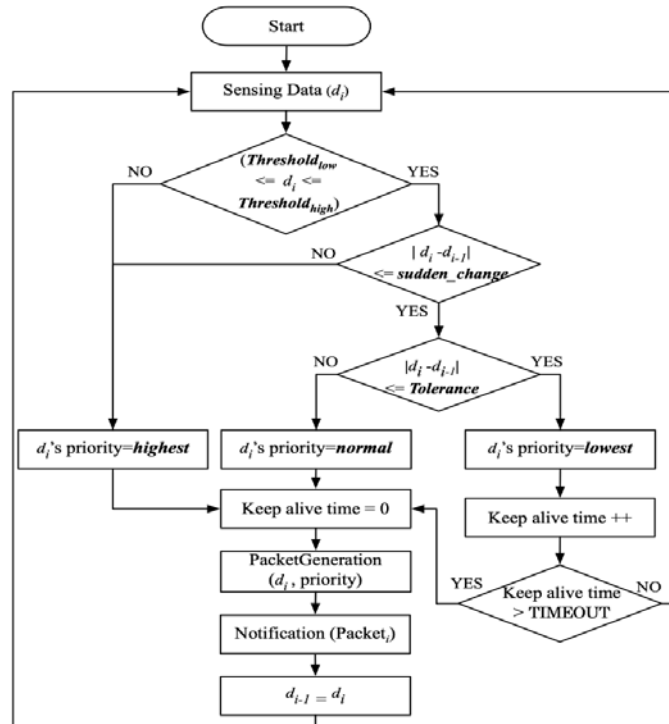 Start
Sensing Data (di)
NO
(Thresholdlow
<= di <=
Thresholdhigh)
YES
NO
| di -di-1|
<= sudden_change
YES
NO
|di -di-1|
<= Tolerance
YES
di's priority=highest
di's priority=normal
di's priority=lowest
Keep alive time = 0
Keep alive time ++
PacketGeneration
(di , priority)
YES
Keep alive time
> TIMEOUT
NO
Notification (Packeti)
di-1 = di